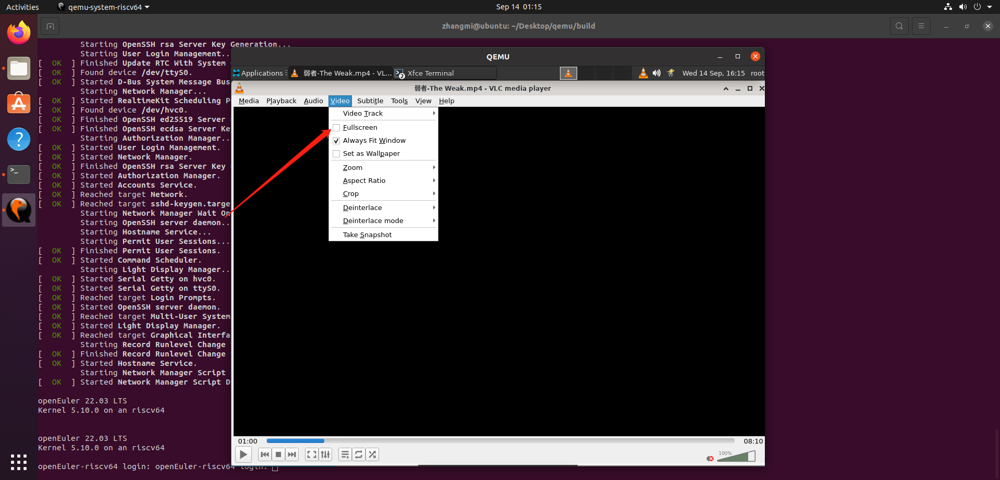 Activities
qemu-system-riscv64
Sep 14 01:15
zhangmi@ubuntu: ~/Desktop/qemu/build
Starting OpenSSH rsa Server Key Generation...
Starting User Login Management..
[ OK ] Finished Update RTC With System
[ OK ] Found device /dev/ttyS0.
[ OK ] Started D-Bus System Message Bus
Starting Network Manager...
[ OK ] Started RealtimeKit Scheduling P
[ OK ] Found device /dev/hvc0.
[ OK ] Finished OpenSSH ed25519 Server
[ OK ] Finished OpenSSH ecdsa Server Ke
Starting Authorization Manager..
[ OK ] Started User Login Management.
[ OK ] Started Network Manager.
[ OK ] Finished OpenSSH rsa Server Key
[ OK ] Started Authorization Manager.
[ OK ] Started Accounts Service.
[ OK ] Reached target Network.
[ OK ] Reached target sshd-keygen.targe
Starting Network Manager Wait On
Starting OpenSSH server daemon..
Starting Hostname Service...
Starting Permit User Sessions...
[ OK ] Finished Permit User Sessions.
[ OK ] Started Command Scheduler.
Starting Light Display Manager..
[ OK ] Started Serial Getty on hvc0.
[ OK ] Started Serial Getty on ttyS0.
[ OK ] Reached target Login Prompts.
[ OK ] Started OpenSSH server daemon.
[ OK ] Reached target Multi-User System
[ OK ] Started Light Display Manager.
[ OK ] Reached target Graphical Interfa
Starting Record Runlevel Change
[ OK ] Finished Record Runlevel Change
[ OK ] Started Hostname Service.
Starting Network Manager Script
[ OK ] Started Network Manager Script D
openEuler 22.03 LTS
Kernel 5.10.0 on an riscv64
openEuler 22.03 LTS
Kernel 5.10.0 on an riscv64
openEuler-riscv64 login: openEuler-riscv64 login:
QEMU
Applications
弱者-The Weak.mp4 - VL...
2
Xfce Terminal
Wed 14 Sep, 16:15
root
弱者-The Weak.mp4 - VLC media player
Media Playback Audio Video Subtitle Tools View Help
Video Track
Fullscreen
Always Fit Window
Set as Wallpaper
Zoom
Aspect Ratio
Crop
Deinterlace
Deinterlace mode
Take Snapshot
01:00
08:10
100%